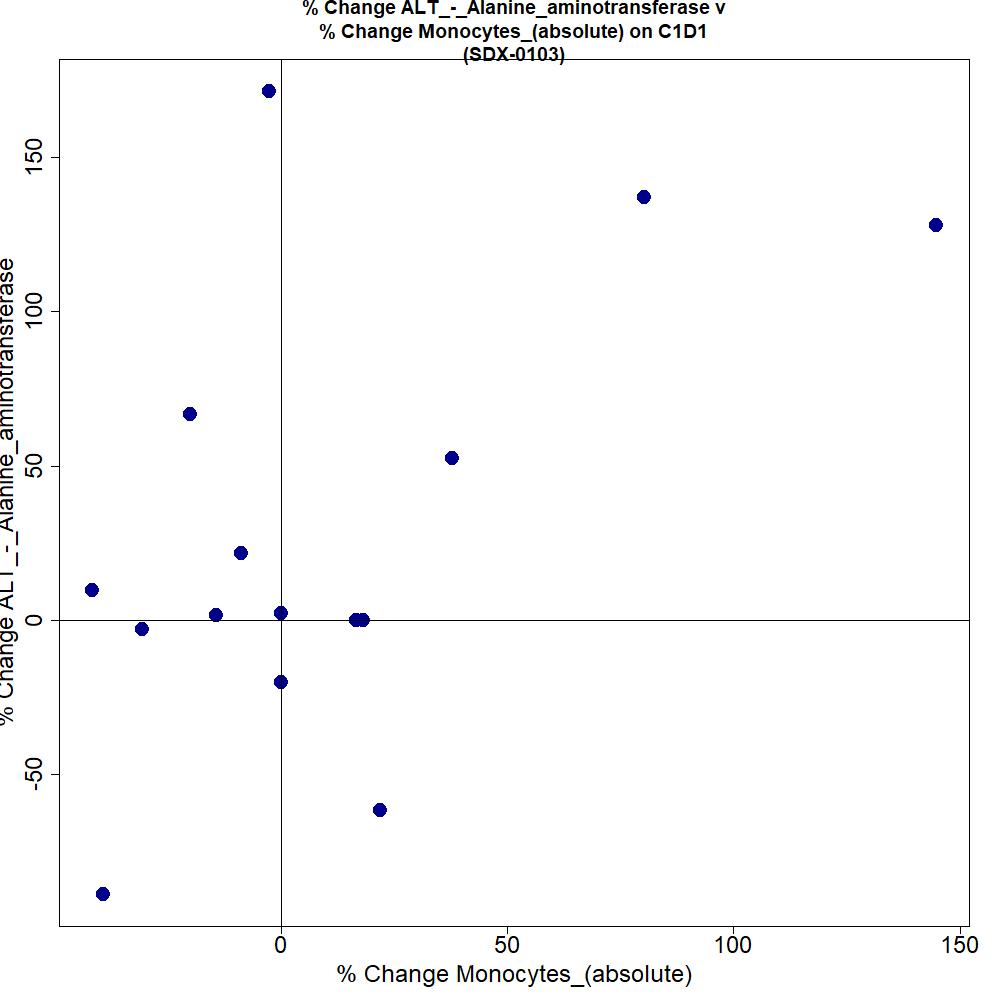 % Change ALT_-_Alanine_aminotransferase v
% Change Monocytes_(absolute) on C1D1
(SDX-0103)
% Change ALT_-_Alanine_aminotransferase
150
100
50
0
-50
0 50 100 150
% Change Monocytes_(absolute)